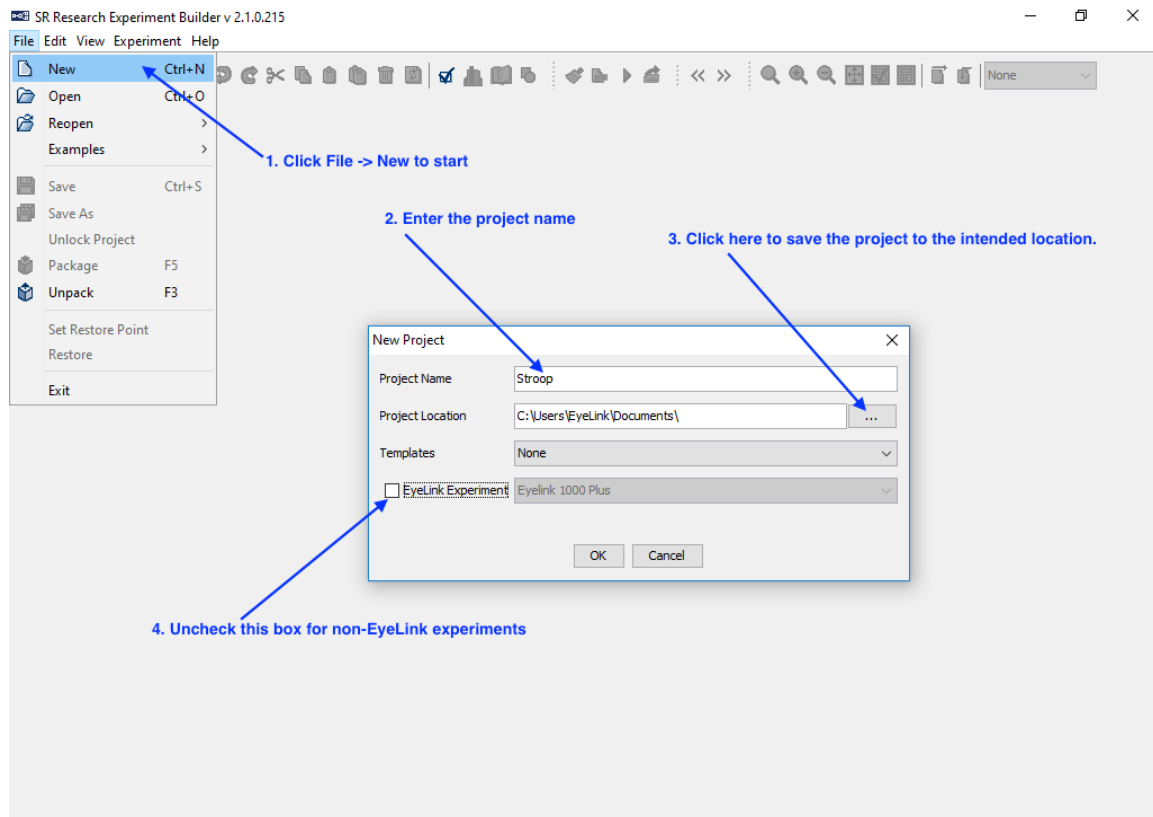 SR Research Experiment Builder v 2.1.0.215
File Edit View Experiment Help
New Ctrl+N
None
Open Ctrl+O
Reopen
Examples
1. Click File -> New to start
Save Ctrl+S
Save As
2. Enter the project name
Unlock Project
3. Click here to save the project to the intended location.
Package F5
Unpack F3
Set Restore Point
Restore
Exit
New Project
Project Name Stroop
Project Location C:\Users\EyeLink\Documents\ ...
Templates None
EyeLink Experiment Eyelink 1000 Plus
OK Cancel
4. Uncheck this box for non-EyeLink experiments